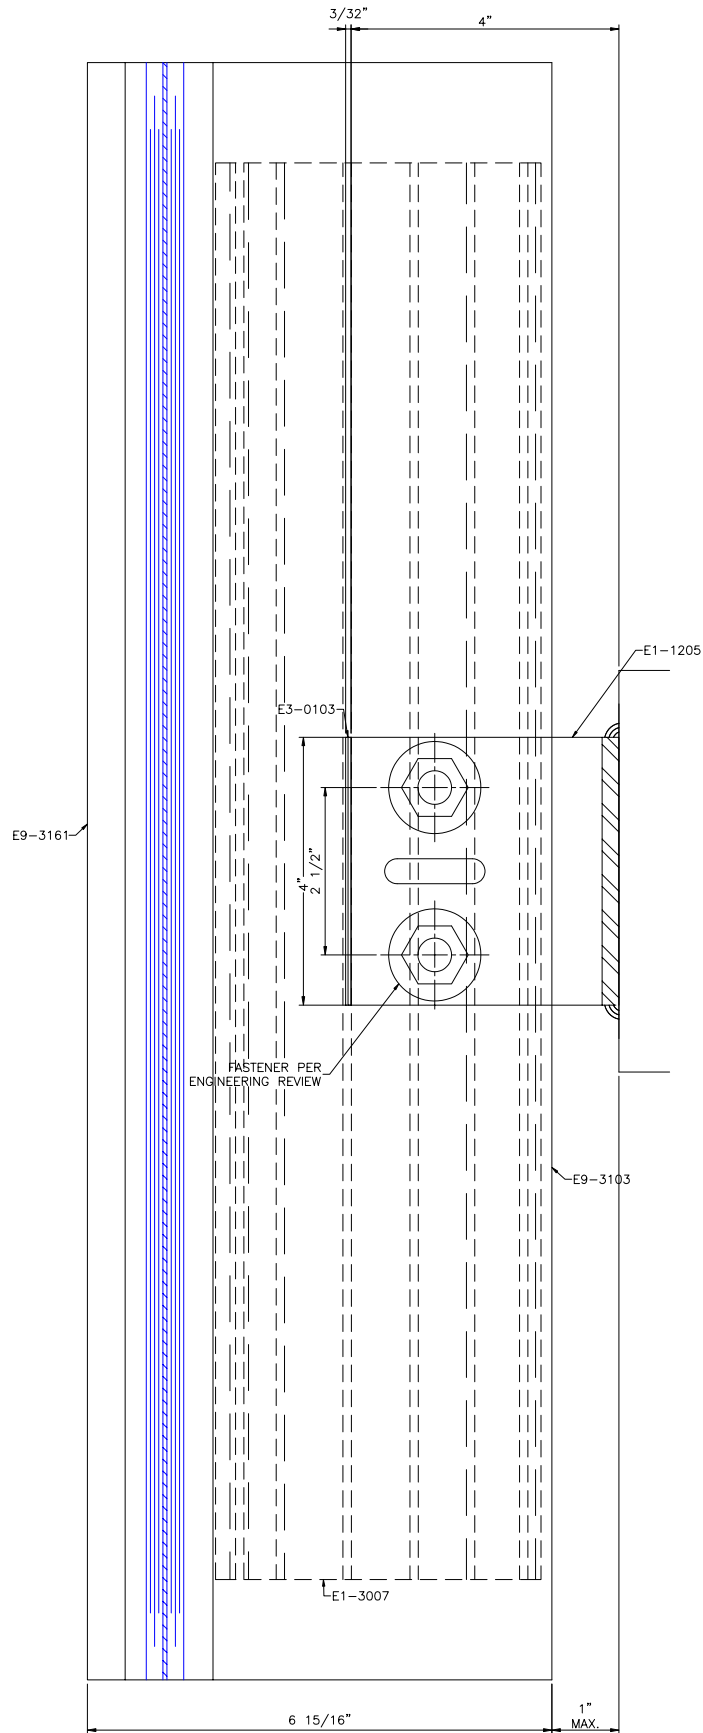 3/32"
4"
E1-1205
E3-0103
E9-3161
4"
2 1/2"
FASTENER PER
ENGINEERING REVIEW
E9-3103
E1-3007
6 15/16"
1"
MAX.